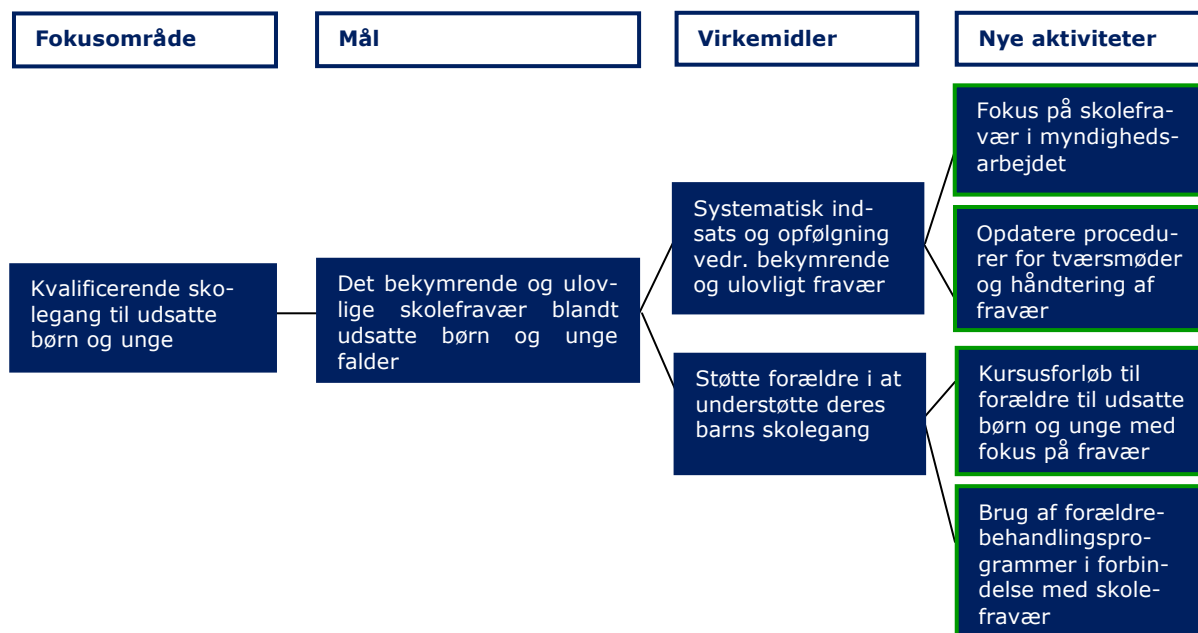 Fokusområde
Mål
Virkemidler
Nye aktiviteter
Kvalificerende sko-
legang til udsatte
børn og unge
Det bekymrende og ulov-
lige skolefravær blandt
udsatte børn og unge
falder
Systematisk ind-
sats og opfølgning
vedr. bekymrende
og ulovligt fravær
Støtte forældre i at
understøtte deres
barns skolegang
Fokus på skolefra-
vær i myndigheds-
arbejdet
Opdatere procedu-
rer for tværsmøder
og håndtering af
fravær
Kursusforløb til
forældre til udsatte
børn og unge med
fokus på fravær
Brug af forældre-
behandlingspro-
grammer i forbin-
delse med skole-
fravær